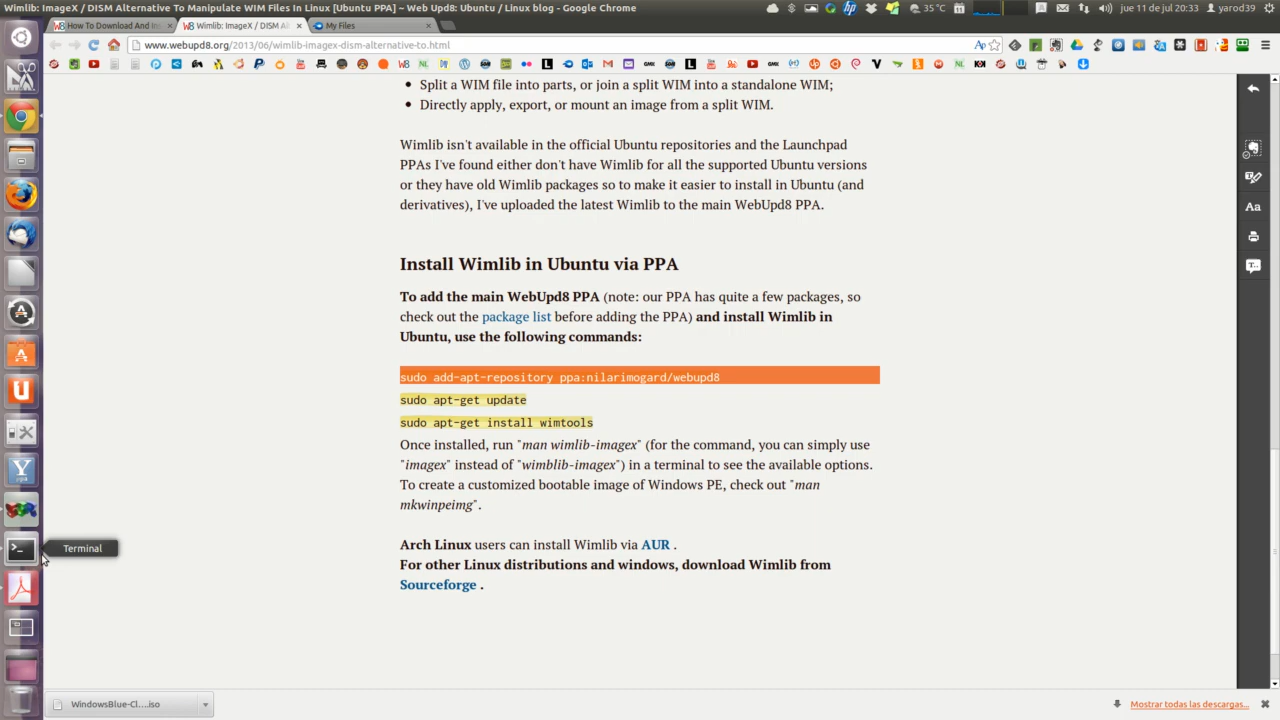 Wimlib: ImageX / DISM Alternative To Manipulate WIM Files In Linux [Ubuntu PPA] ~ Web Upd8: Ubuntu / Linux blog - Google Chrome
35°C
jue 11 de jul 20:33
yarod39
How To Download And Ins
Wimlib: ImageX / DISM Al
My Files
www.webupd8.org/2013/06/wimlib-imagex-dism-alternative-to.html
Split a WIM file into parts, or join a split WIM into a standalone WIM;
Directly apply, export, or mount an image from a split WIM.
Wimlib isn't available in the official Ubuntu repositories and the Launchpad
PPAs I've found either don't have Wimlib for all the supported Ubuntu versions
or they have old Wimlib packages so to make it easier to install in Ubuntu (and
derivatives), I've uploaded the latest Wimlib to the main WebUpd8 PPA.
Install Wimlib in Ubuntu via PPA
To add the main WebUpd8 PPA (note: our PPA has quite a few packages, so
check out the package list before adding the PPA) and install Wimlib in
Ubuntu, use the following commands:
sudo add-apt-repository ppa:nilarimogard/webupd8
sudo apt-get update
sudo apt-get install wimtools
Once installed, run "man wimlib-imagex" (for the command, you can simply use
"imagex" instead of "wimblib-imagex") in a terminal to see the available options.
To create a customized bootable image of Windows PE, check out "man
mkwinpeimg".
Terminal
Arch Linux users can install Wimlib via AUR .
For other Linux distributions and windows, download Wimlib from
Sourceforge .
Aa
WindowsBlue-Cl....iso
Mostrar todas las descargas...